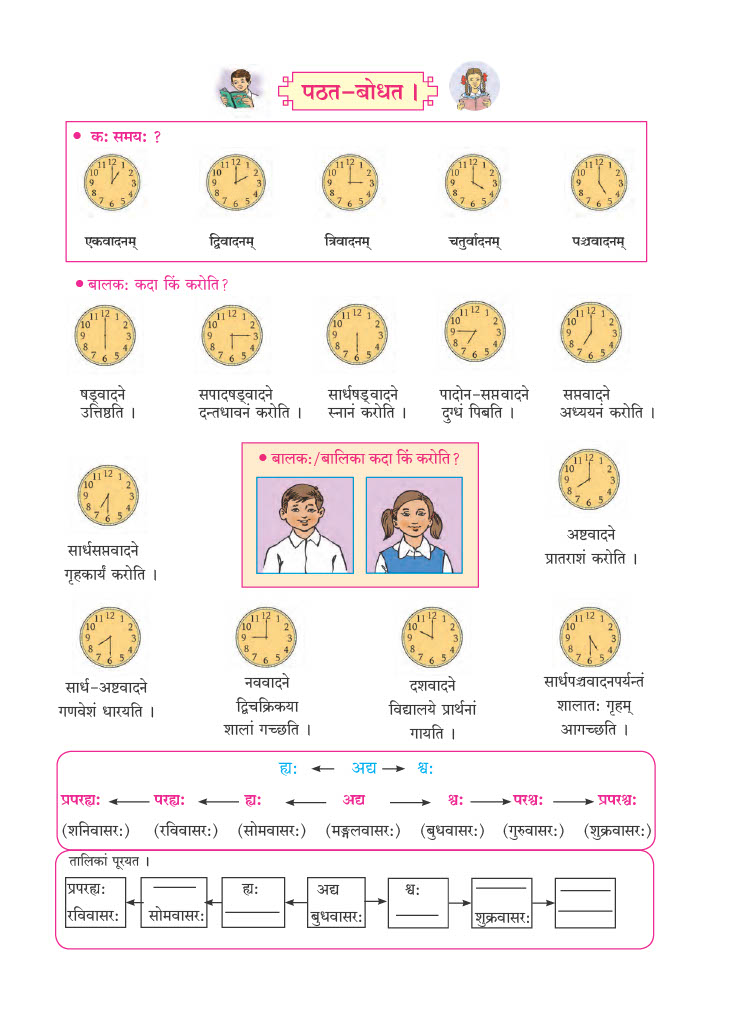 पठत-बोधत ।
• कः समयः ?
एकवादनम् द्विवादनम् त्रिवादनम् चतुर्वादनम् पञ्चवादनम्
• बालकः कदा किं करोति?
षड्वादने
उत्तिष्ठति ।
सपादषड्वादने
दन्तधावनं करोति ।
सार्धषड्वादने
स्नानं करोति ।
पादोन-सप्तवादने
दुग्धं पिबति ।
सप्तवादने
अध्ययनं करोति ।
• बालकः/बालिका कदा किं करोति?
सार्धसप्तवादने
गृहकार्यं करोति ।
अष्टवादने
प्रातराशं करोति ।
सार्ध-अष्टवादने
गणवेशं धारयति ।
नववादने
द्विचक्रिकया
शालां गच्छति ।
दशवादने
विद्यालये प्रार्थनां
गायति ।
सार्धपञ्चवादनपर्यन्तं
शालातः गृहम्
आगच्छति ।
ह्यः ← अद्य → श्वः
प्रपरह्यः ← परह्यः ← ह्यः ← अद्य → श्वः → परश्वः → प्रपरश्वः
(शनिवासरः) (रविवासरः) (सोमवासरः) (मङ्गलवासरः) (बुधवासरः) (गुरुवासरः) (शुक्रवासरः)
तालिकां पूरयत ।
प्रपरह्यः
रविवासरः
सोमवासरः
ह्यः
अद्य
बुधवासरः
श्वः
शुक्रवासरः